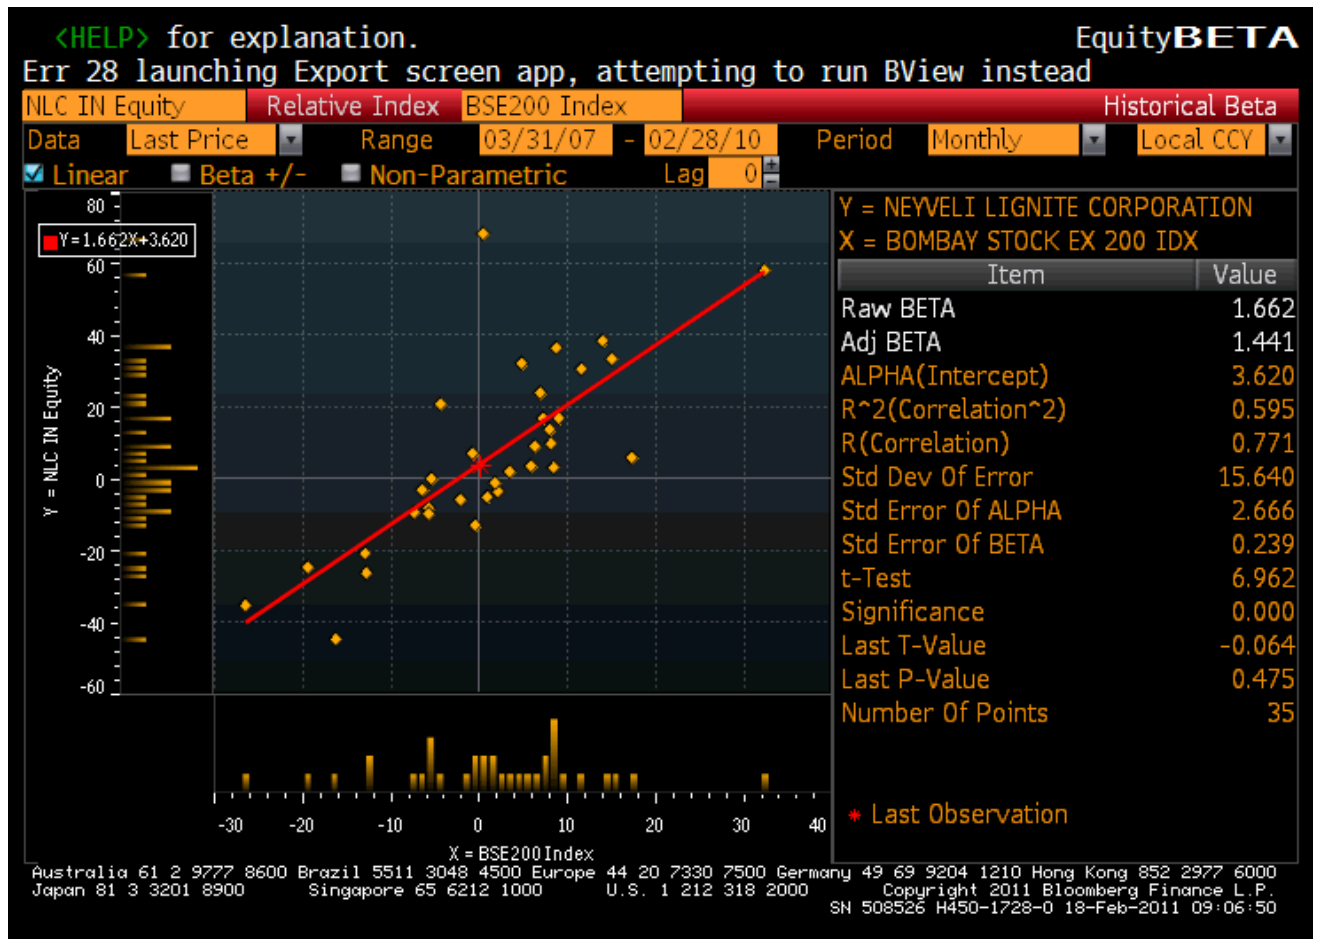 <HELP> for explanation. EquityBETA
Err 28 launching Export screen app, attempting to run BView instead
NLC IN Equity Relative Index BSE200 Index Historical Beta
Data Last Price Range 03/31/07 - 02/28/10 Period Monthly Local CCY
Linear Beta +/- Non-Parametric Lag 0
80
Y=1.662X+3.620
60
40
20
0
-20
-40
-60
Y = NLC IN Equity
-30 -20 -10 0 10 20 30 40
X = BSE200 Index
Y = NEYVELI LIGNITE CORPORATION
X = BOMBAY STOCK EX 200 IDX
Item Value
Raw BETA 1.662
Adj BETA 1.441
ALPHA(Intercept) 3.620
R^2(Correlation^2) 0.595
R(Correlation) 0.771
Std Dev Of Error 15.640
Std Error Of ALPHA 2.666
Std Error Of BETA 0.239
t-Test 6.962
Significance 0.000
Last T-Value -0.064
Last P-Value 0.475
Number Of Points 35
* Last Observation
Australia 61 2 9777 8600 Brazil 5511 3048 4500 Europe 44 20 7330 7500 Germany 49 69 9204 1210 Hong Kong 852 2977 6000
Japan 81 3 3201 8900 Singapore 65 6212 1000 U.S. 1 212 318 2000 Copyright 2011 Bloomberg Finance L.P.
SN 508526 H450-1728-0 18-Feb-2011 09:06:50